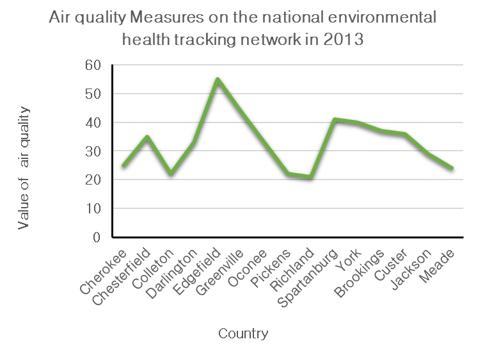 Air quality Measures on the national environmental
health tracking network in 2013
Value of air quality
60
50
40
30
20
10
0
Cherokee
Chesterfield
Colleton
Darlington
Edgefield
Greenville
Oconee
Pickens
Richland
Spartanburg
York
Brookings
Custer
Jackson
Meade
Country